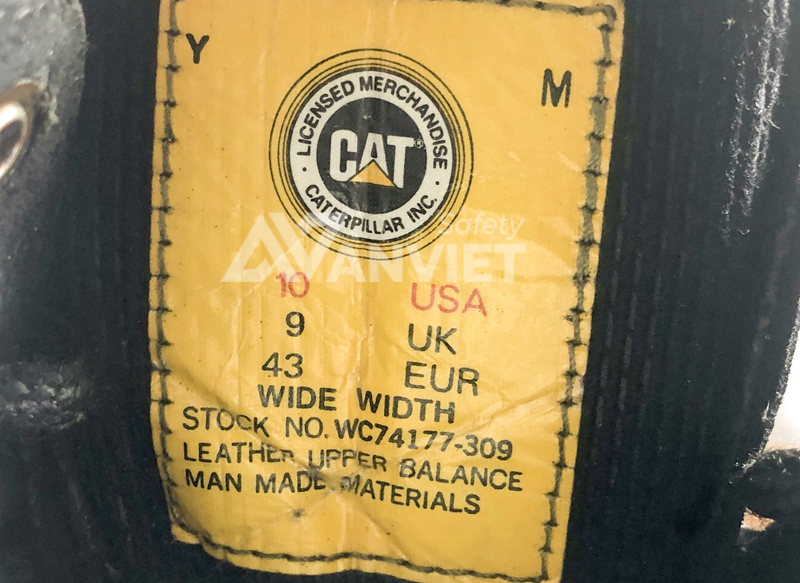 Y
M
LICENSED MERCHANDISE
CAT®
CATERPILLAR INC.
Safety
VANVIET
10 USA
9 UK
43 EUR
WIDE WIDTH
STOCK NO. WC74177-309
LEATHER UPPER BALANCE
MAN MADE MATERIALS